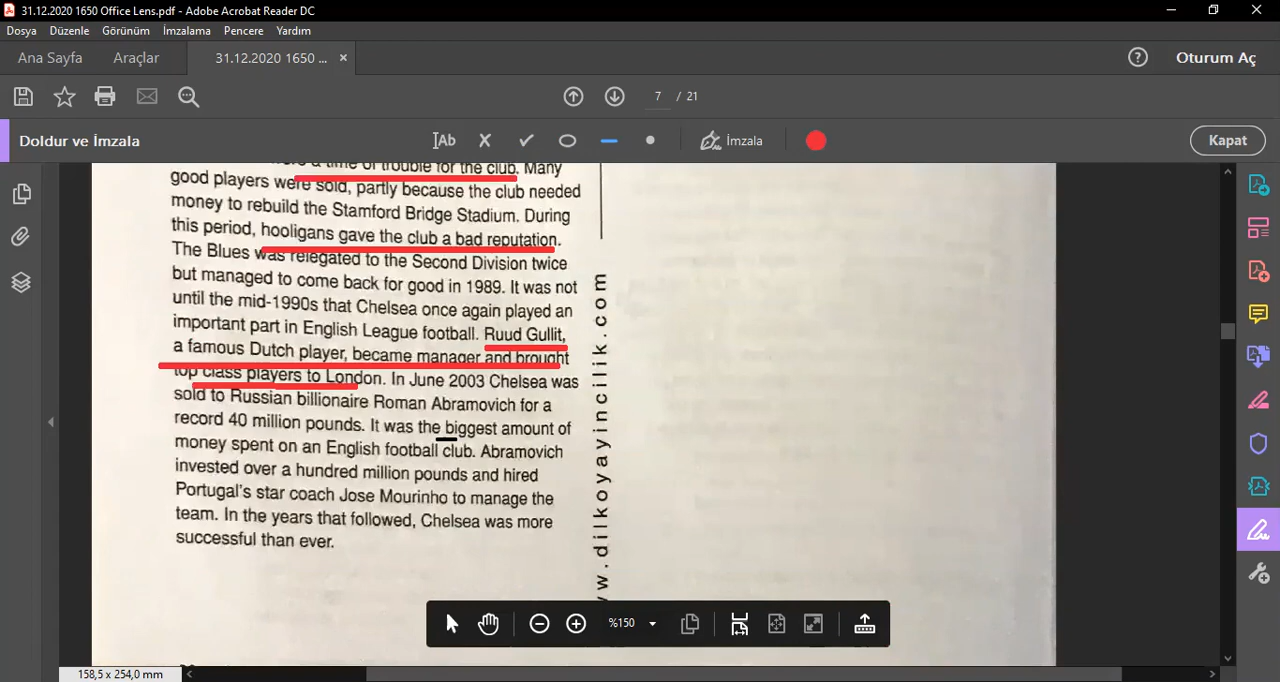 31.12.2020 1650 Office Lens.pdf - Adobe Acrobat Reader DC
Dosya Düzenle Görünüm İmzalama Pencere Yardım
Ana Sayfa Araçlar 31.12.2020 1650 ... × ? Oturum Aç
7 / 21
Doldur ve İmzala Ab İmzala Kapat
a time of trouble for the club. Many
good players were sold, partly because the club needed
money to rebuild the Stamford Bridge Stadium. During
this period, hooligans gave the club a bad reputation.
The Blues was relegated to the Second Division twice
but managed to come back for good in 1989. It was not
until the mid-1990s that Chelsea once again played an
important part in English League football. Ruud Gullit,
a famous Dutch player, became manager and brought
top class players to London. In June 2003 Chelsea was
sold to Russian billionaire Roman Abramovich for a
record 40 million pounds. It was the biggest amount of
money spent on an English football club. Abramovich
invested over a hundred million pounds and hired
Portugal's star coach Jose Mourinho to manage the
team. In the years that followed, Chelsea was more
successful than ever.
w.dilkoyayincilik.com
%150
158,5 x 254,0 mm